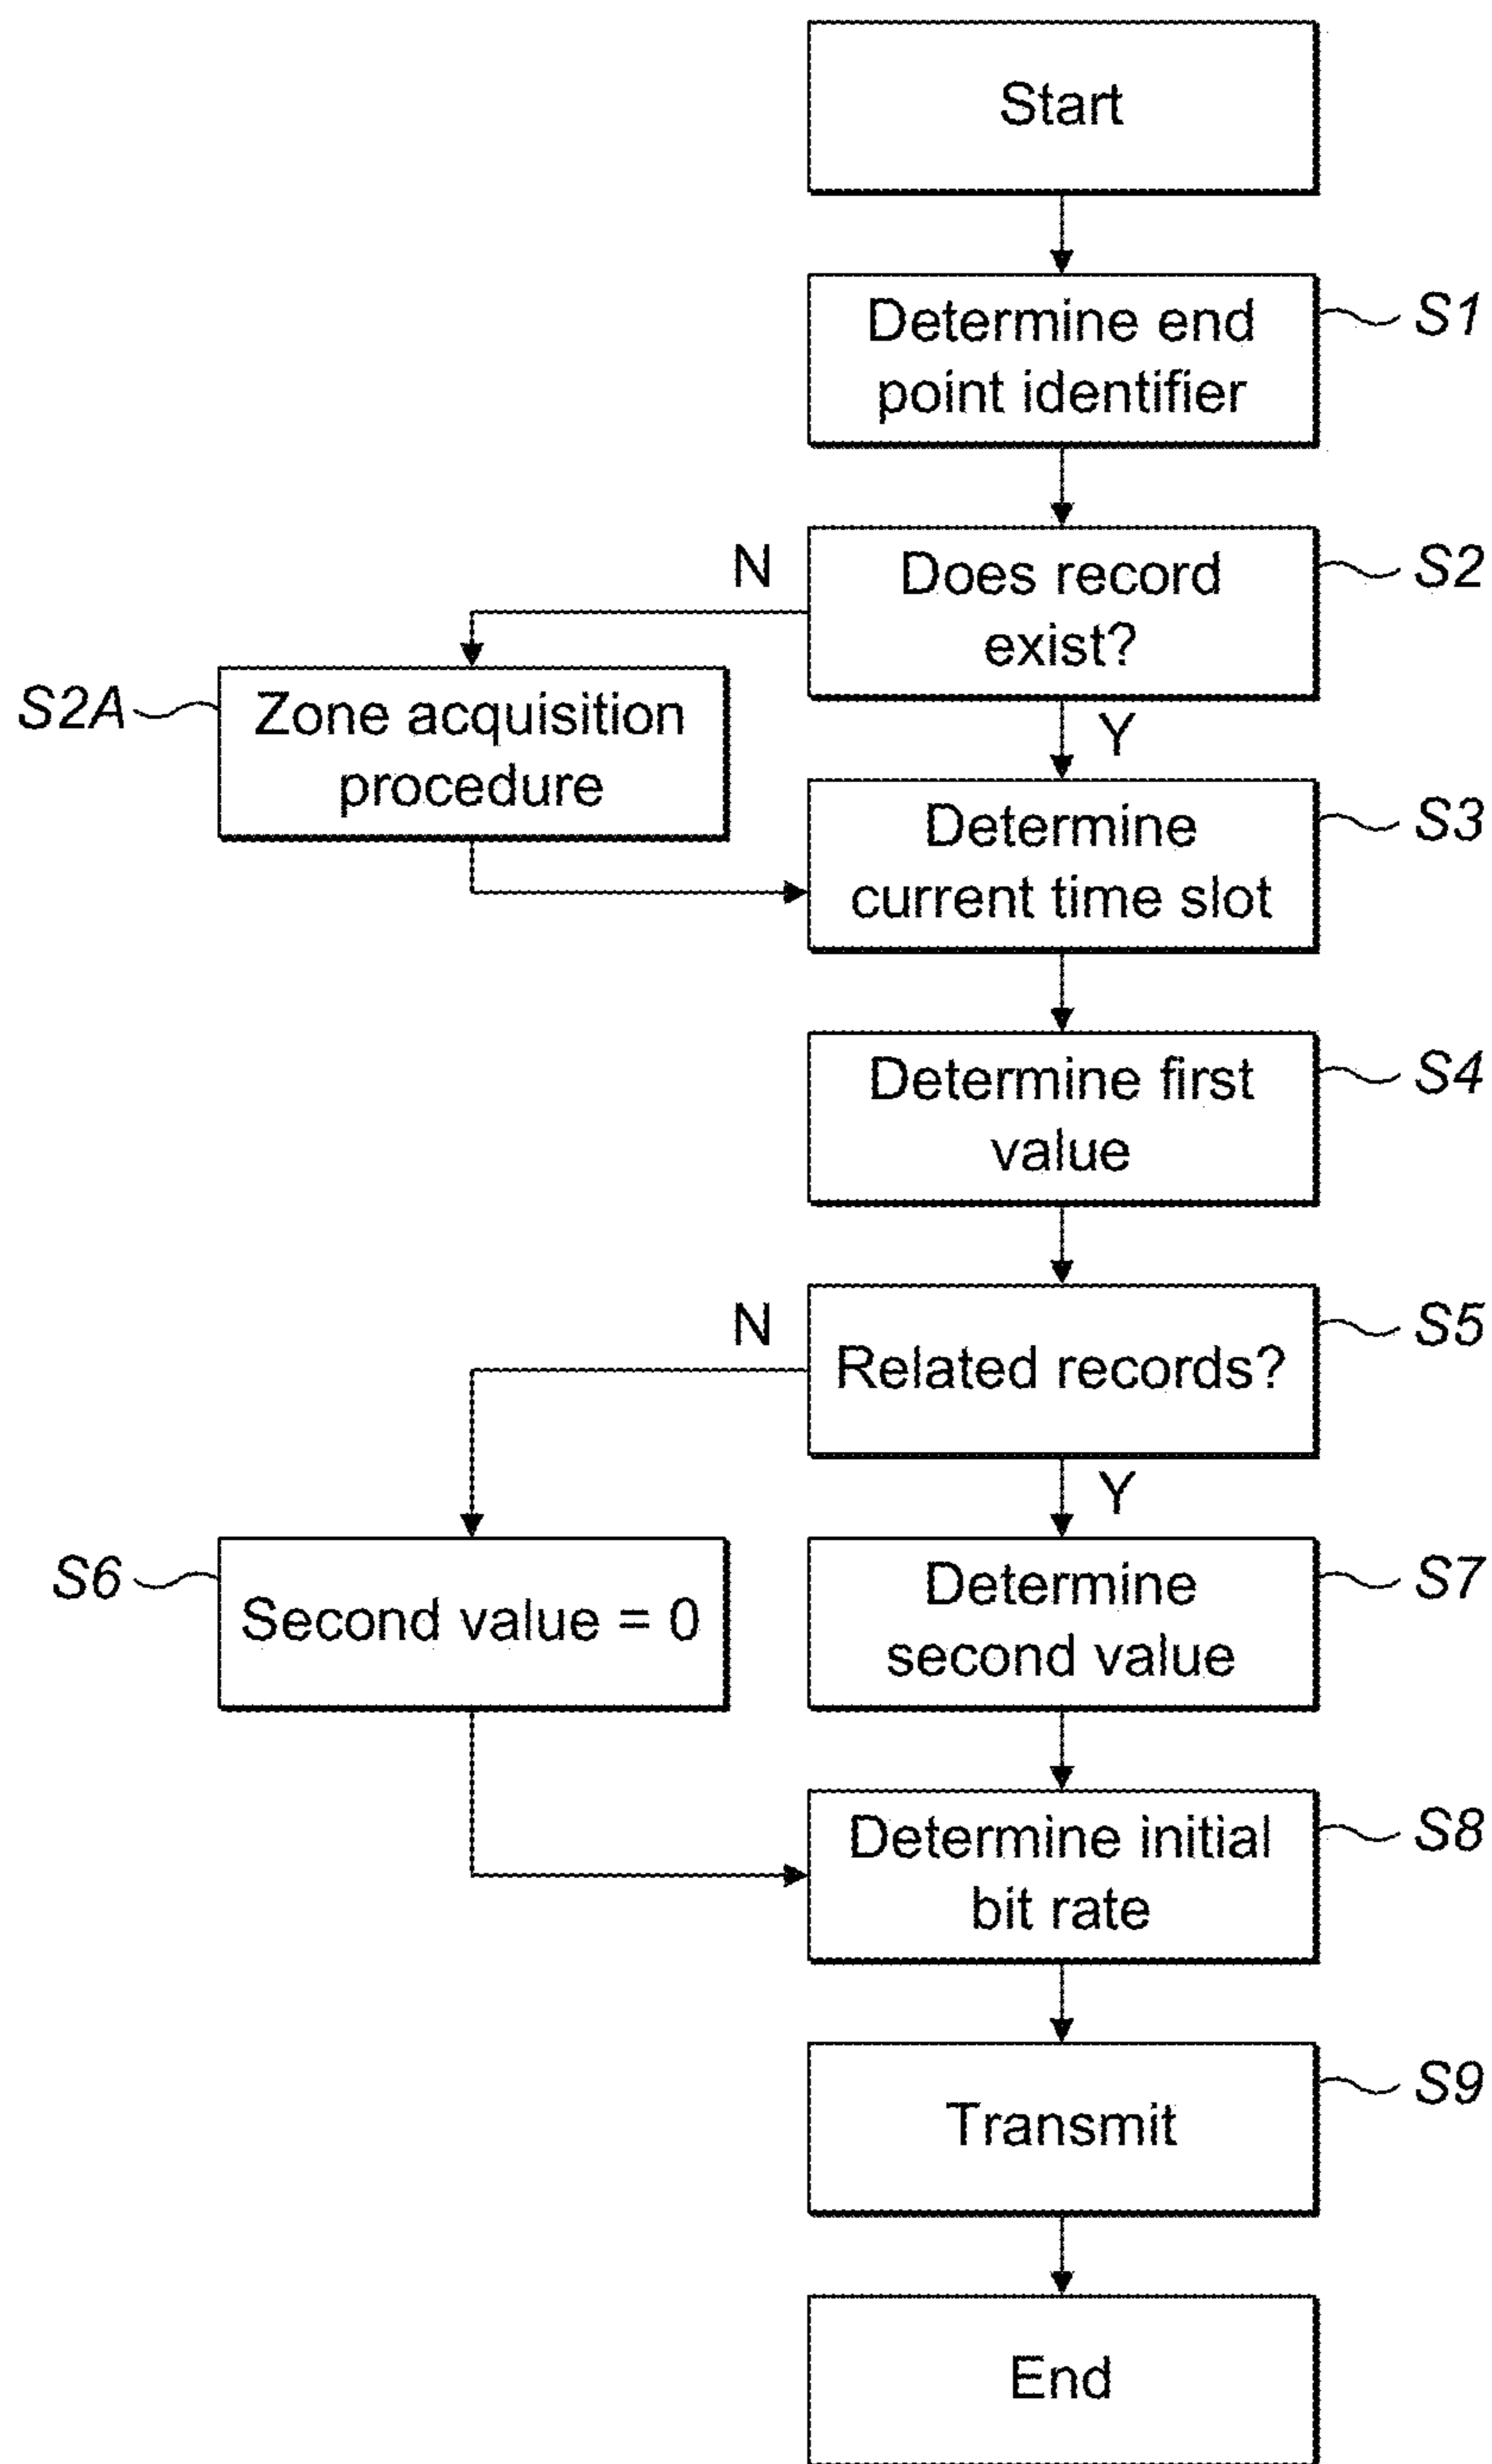 Start
Determine end
point identifier
S1
Does record
exist?
S2
N
Y
Zone acquisition
procedure
S2A
Determine
current time slot
S3
Determine first
value
S4
Related records?
S5
N
Y
Second value = 0
S6
Determine
second value
S7
Determine initial
bit rate
S8
Transmit
S9
End